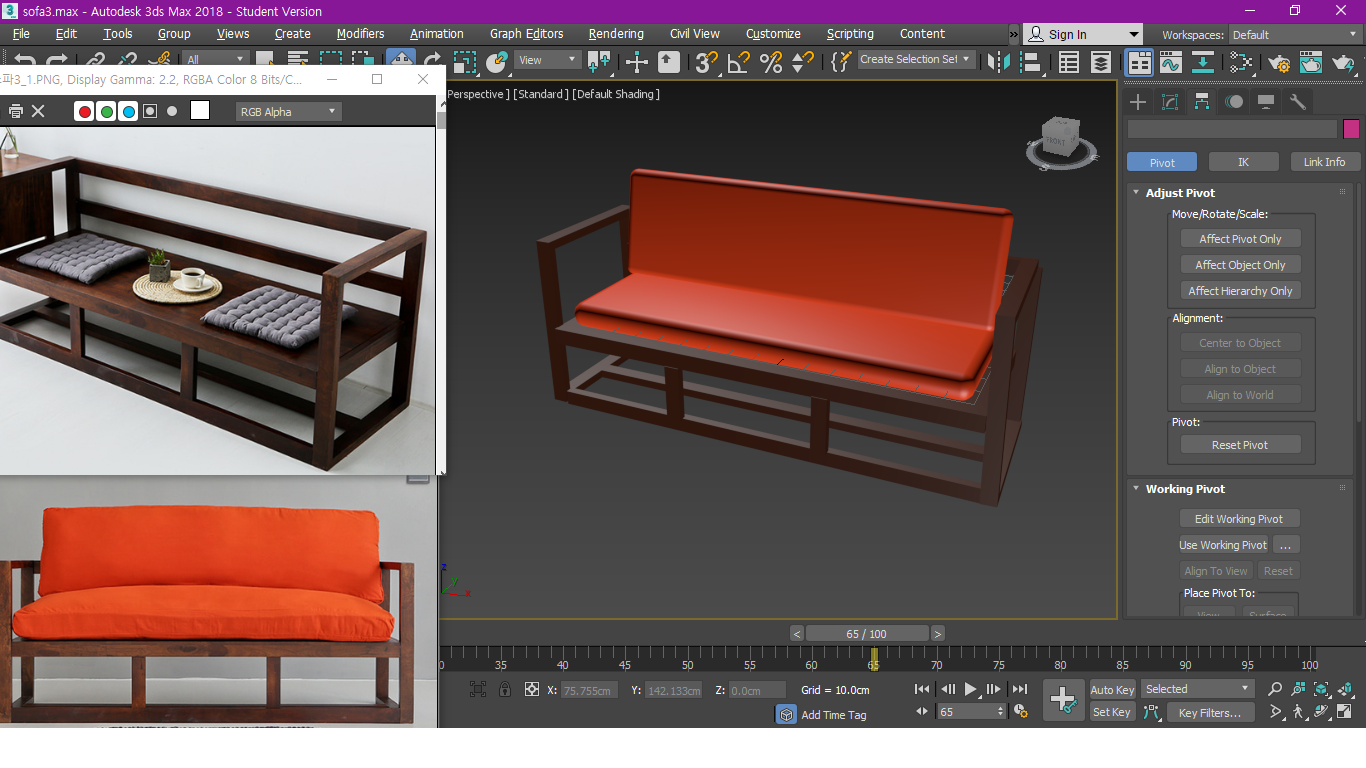 sofa3.max - Autodesk 3ds Max 2018 - Student Version
File Edit Tools Group Views Create Modifiers Animation Graph Editors Rendering Civil View Customize Scripting Content » Sign In Workspaces: Default
All View Create Selection Set
파3_1.PNG, Display Gamma: 2.2, RGBA Color 8 Bits/C...
RGB Alpha
Perspective ] [Standard ] [Default Shading ]
FRONT
Pivot IK Link Info
Adjust Pivot
Move/Rotate/Scale:
Affect Pivot Only
Affect Object Only
Affect Hierarchy Only
Alignment:
Center to Object
Align to Object
Align to World
Pivot:
Reset Pivot
Working Pivot
Edit Working Pivot
Use Working Pivot ...
Align To View Reset
Place Pivot To:
View Surface
z
y
x
< 65 / 100 >
30 35 40 45 50 55 60 65 70 75 80 85 90 95 100
X: 75.755cm Y: 142.133cm Z: 0.0cm Grid = 10.0cm
Auto Key Selected
65
Set Key Key Filters...
Add Time Tag